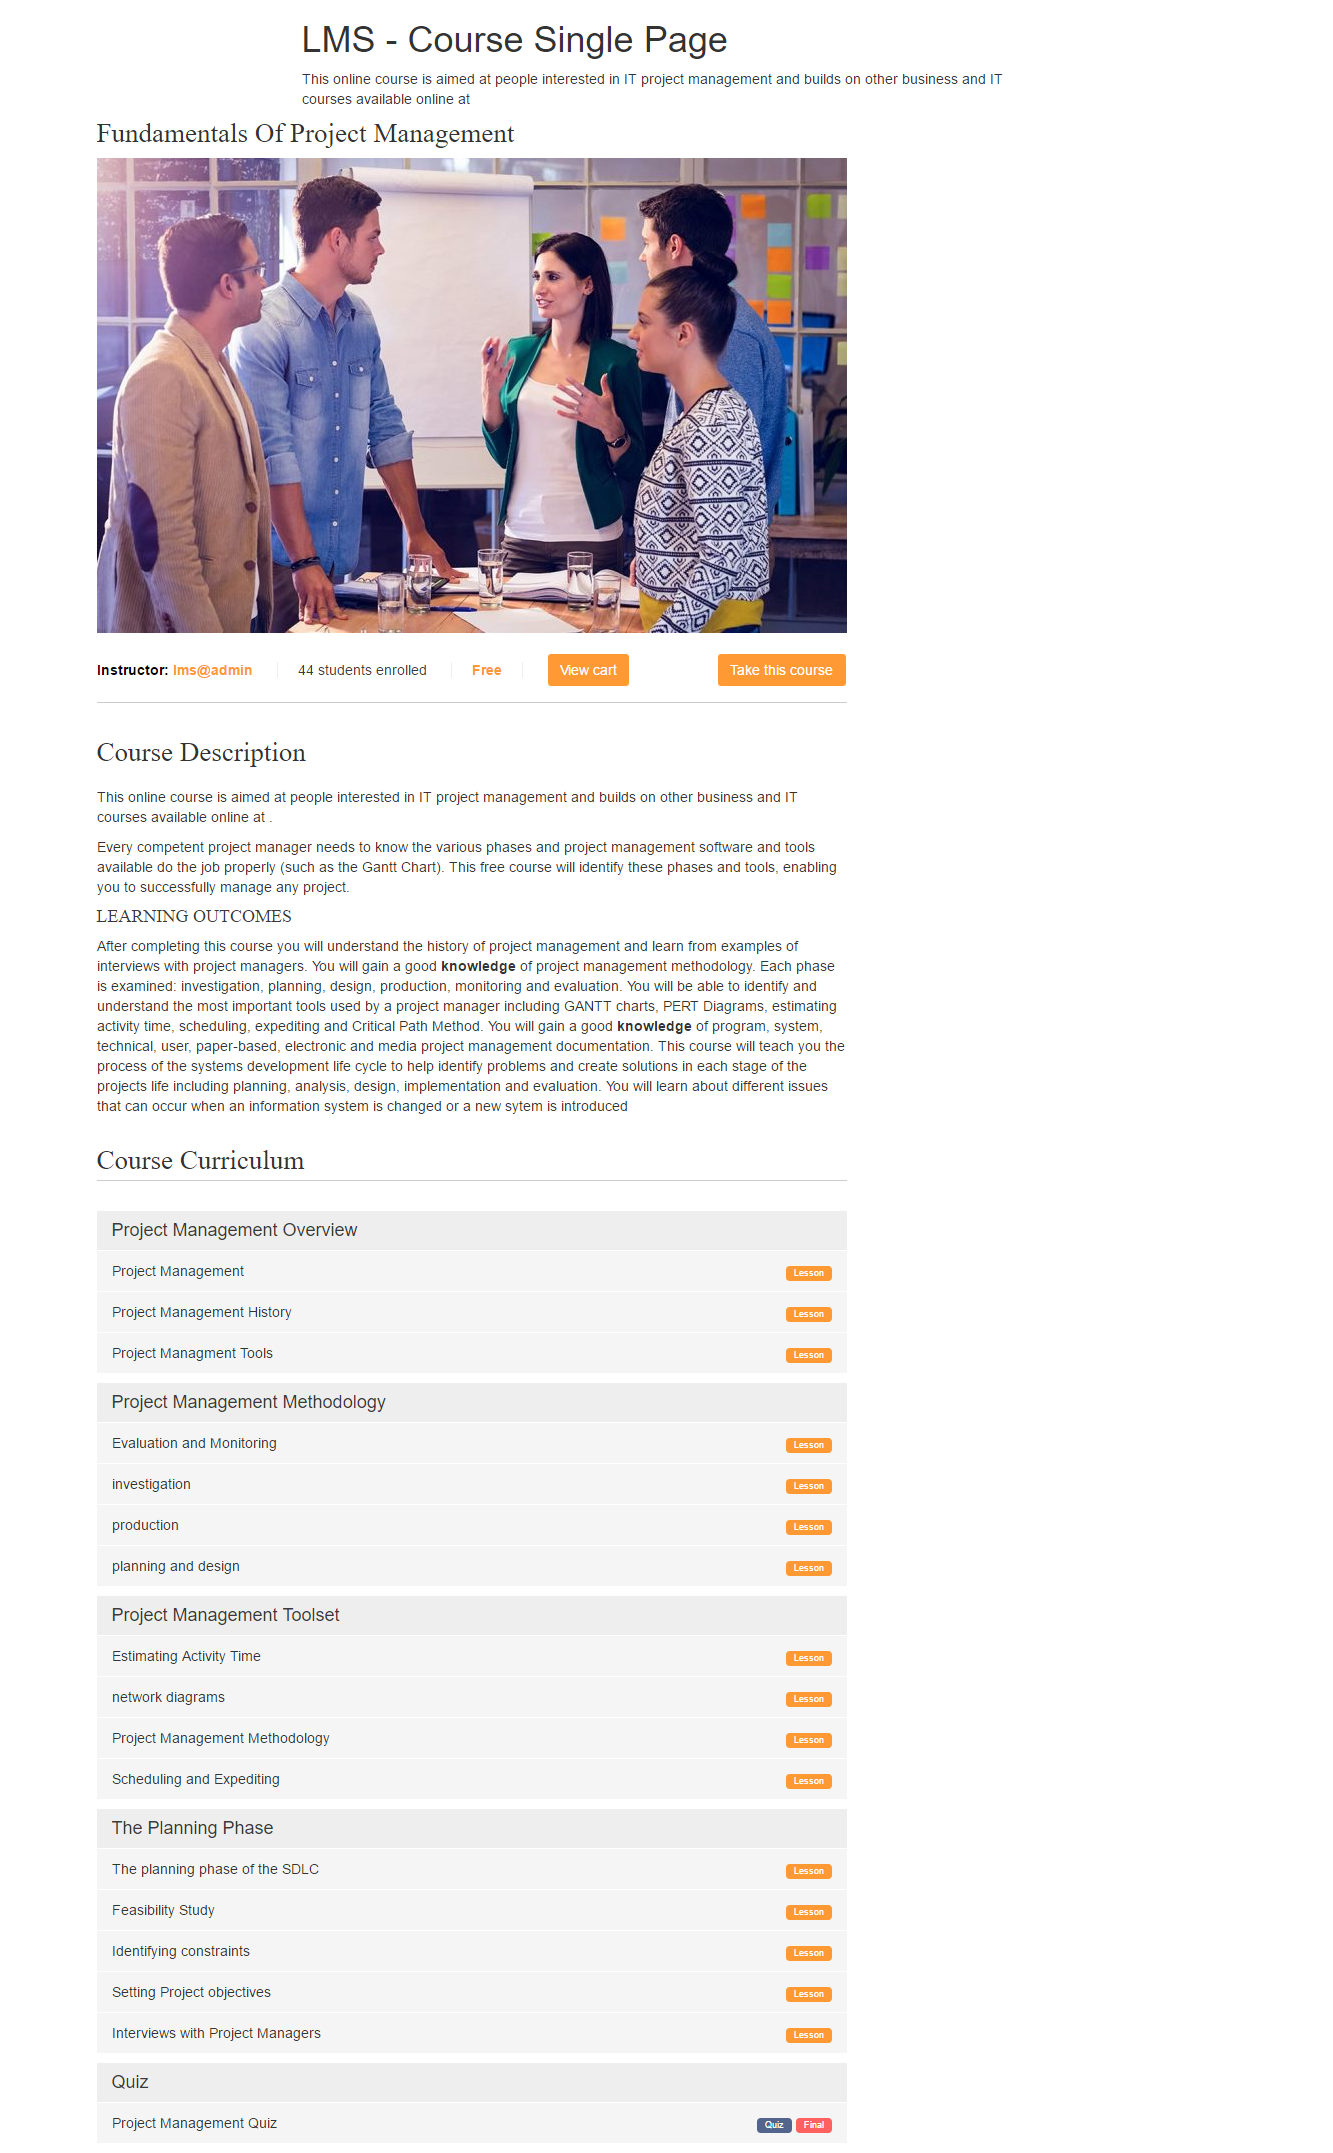 LMS - Course Single Page
This online course is aimed at people interested in IT project management and builds on other business and IT
courses available online at
Fundamentals Of Project Management
Instructor: lms@admin 44 students enrolled Free View cart Take this course
Course Description
This online course is aimed at people interested in IT project management and builds on other business and IT
courses available online at .
Every competent project manager needs to know the various phases and project management software and tools
available do the job properly (such as the Gantt Chart). This free course will identify these phases and tools, enabling
you to successfully manage any project.
LEARNING OUTCOMES
After completing this course you will understand the history of project management and learn from examples of
interviews with project managers. You will gain a good knowledge of project management methodology. Each phase
is examined: investigation, planning, design, production, monitoring and evaluation. You will be able to identify and
understand the most important tools used by a project manager including GANTT charts, PERT Diagrams, estimating
activity time, scheduling, expediting and Critical Path Method. You will gain a good knowledge of program, system,
technical, user, paper-based, electronic and media project management documentation. This course will teach you the
process of the systems development life cycle to help identify problems and create solutions in each stage of the
projects life including planning, analysis, design, implementation and evaluation. You will learn about different issues
that can occur when an information system is changed or a new sytem is introduced
Course Curriculum
Project Management Overview
Project Management Lesson
Project Management History Lesson
Project Managment Tools Lesson
Project Management Methodology
Evaluation and Monitoring Lesson
investigation Lesson
production Lesson
planning and design Lesson
Project Management Toolset
Estimating Activity Time Lesson
network diagrams Lesson
Project Management Methodology Lesson
Scheduling and Expediting Lesson
The Planning Phase
The planning phase of the SDLC Lesson
Feasibility Study Lesson
Identifying constraints Lesson
Setting Project objectives Lesson
Interviews with Project Managers Lesson
Quiz
Project Management Quiz Quiz Final